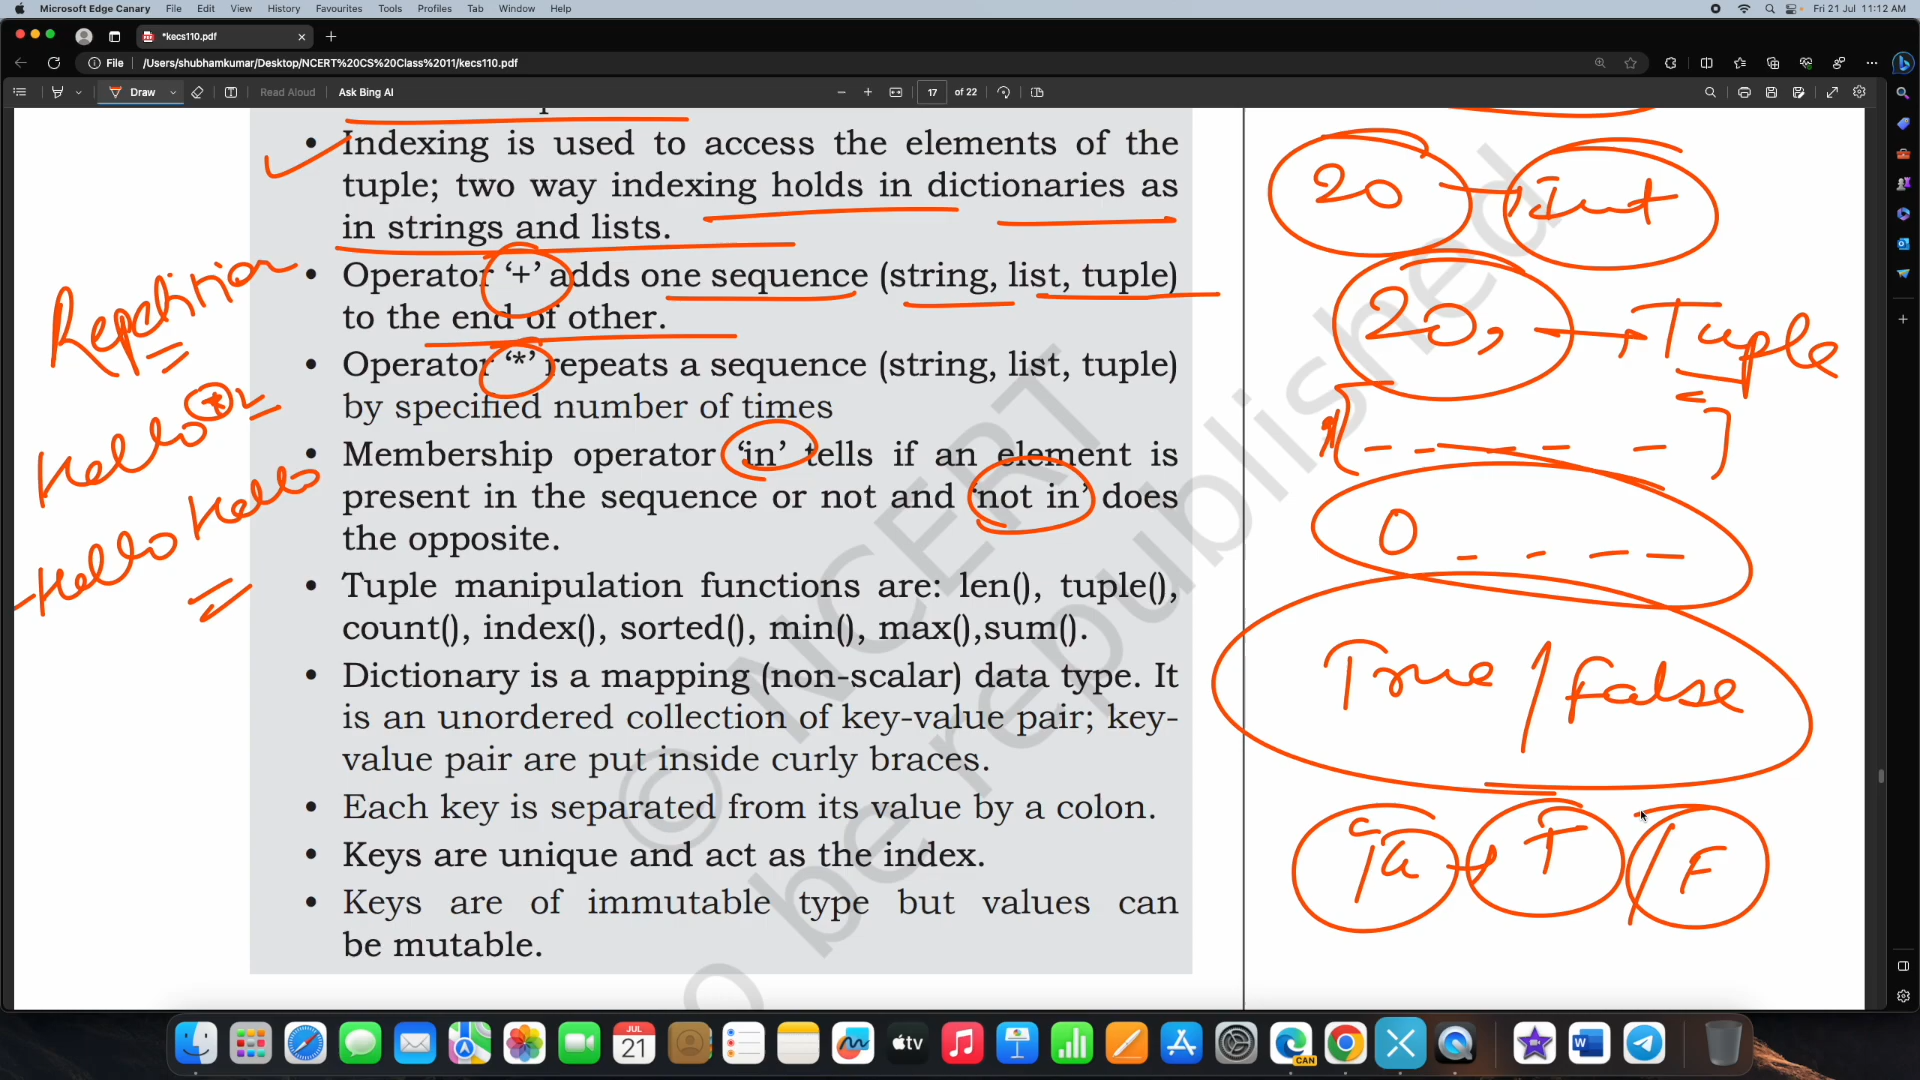 Microsoft Edge Canary File Edit View History Favourites Tools Profiles Tab Window Help Fri 21 Jul 11:12 AM
*kecs110.pdf
File /Users/shubhamkumar/Desktop/NCERT%20CS%20Class%2011/kecs110.pdf
Draw Read Aloud Ask Bing AI 17 of 22
• Indexing is used to access the elements of the
tuple; two way indexing holds in dictionaries as
in strings and lists.
• Operator ‘+’ adds one sequence (string, list, tuple)
to the end of other.
• Operator ‘*’ repeats a sequence (string, list, tuple)
by specified number of times
• Membership operator ‘in’ tells if an element is
present in the sequence or not and ‘not in’ does
the opposite.
• Tuple manipulation functions are: len(), tuple(),
count(), index(), sorted(), min(), max(),sum().
• Dictionary is a mapping (non-scalar) data type. It
is an unordered collection of key-value pair; key-
value pair are put inside curly braces.
• Each key is separated from its value by a colon.
• Keys are unique and act as the index.
• Keys are of immutable type but values can
be mutable.
Repetition
Hello * 2
Hello Hello
20 int
20, → Tuple
0
True / False
T / F
© NCERT
o be republished
JUL
21
tv
CAN
W